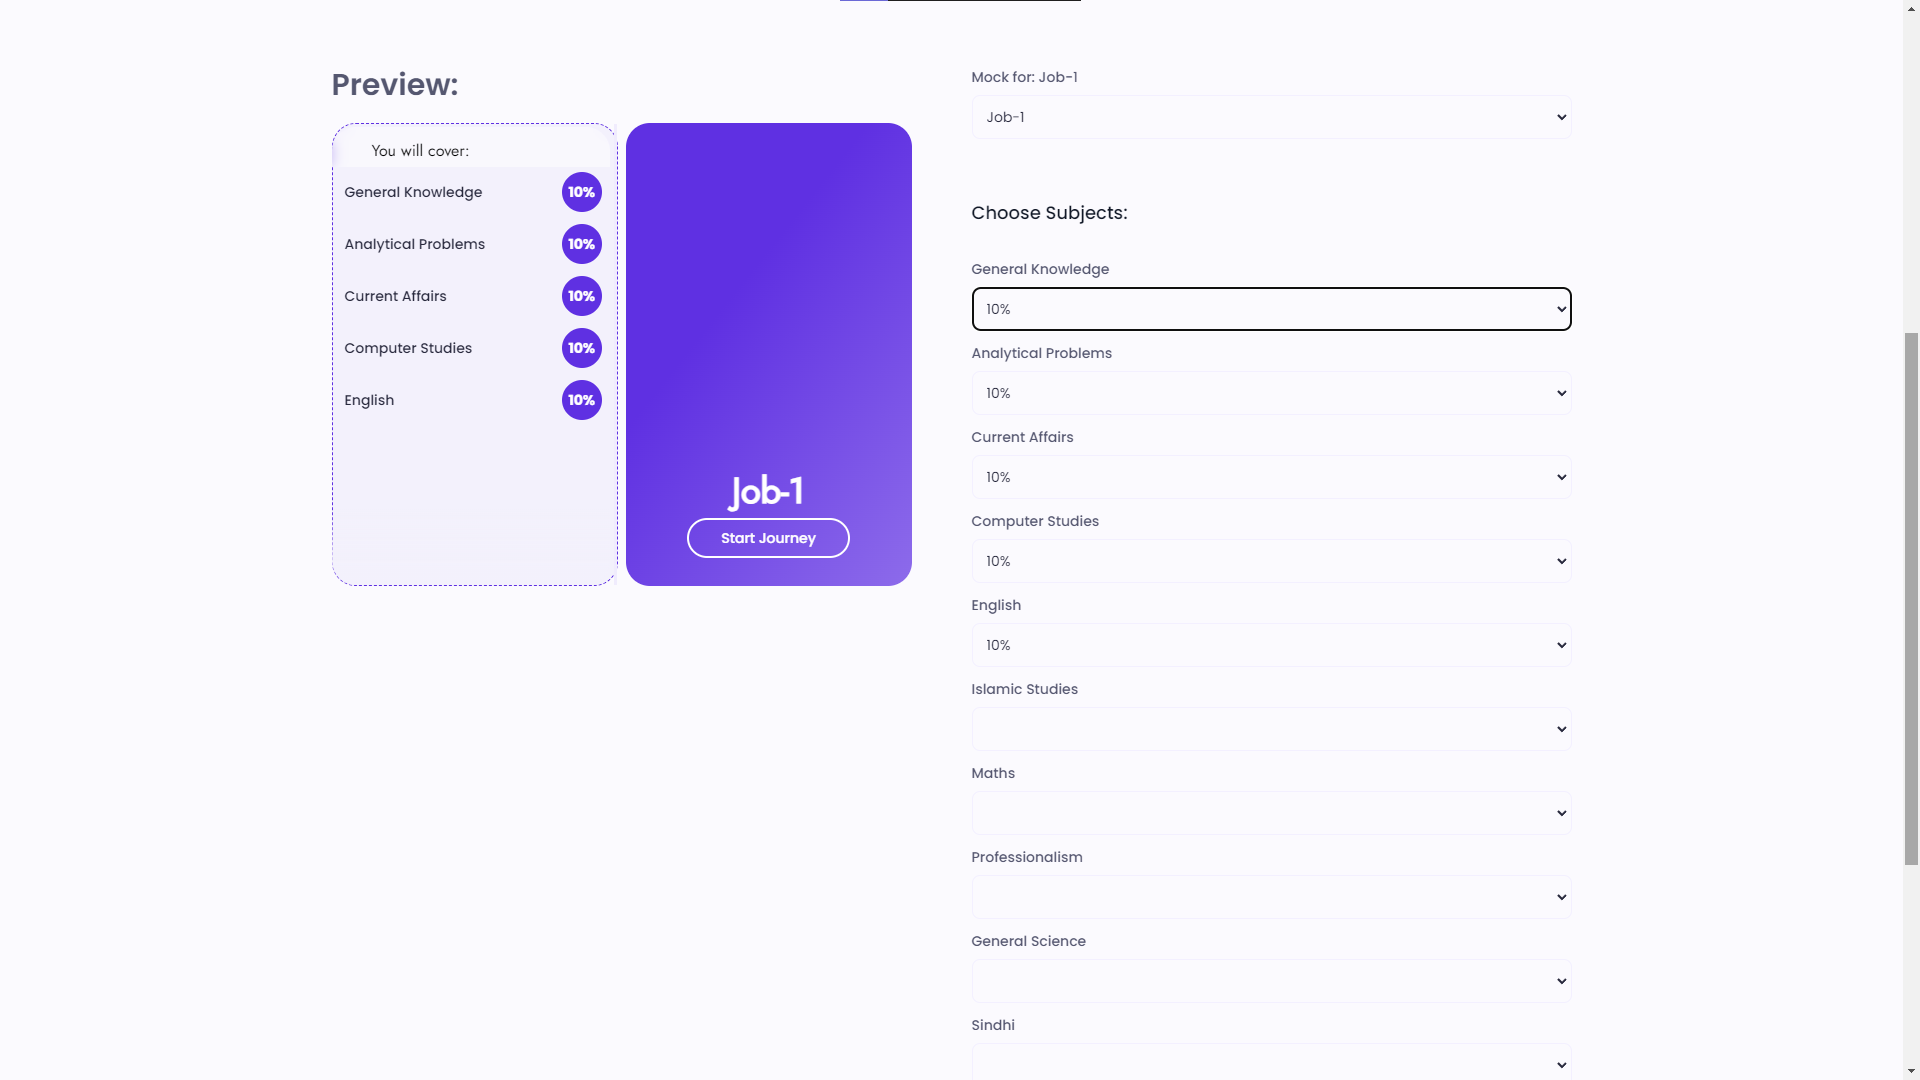 Preview:
You will cover:
General Knowledge 10%
Analytical Problems 10%
Current Affairs 10%
Computer Studies 10%
English 10%
Job-1
Start Journey
Mock for: Job-1
Job-1
Choose Subjects:
General Knowledge
10%
Analytical Problems
10%
Current Affairs
10%
Computer Studies
10%
English
10%
Islamic Studies
Maths
Professionalism
General Science
Sindhi